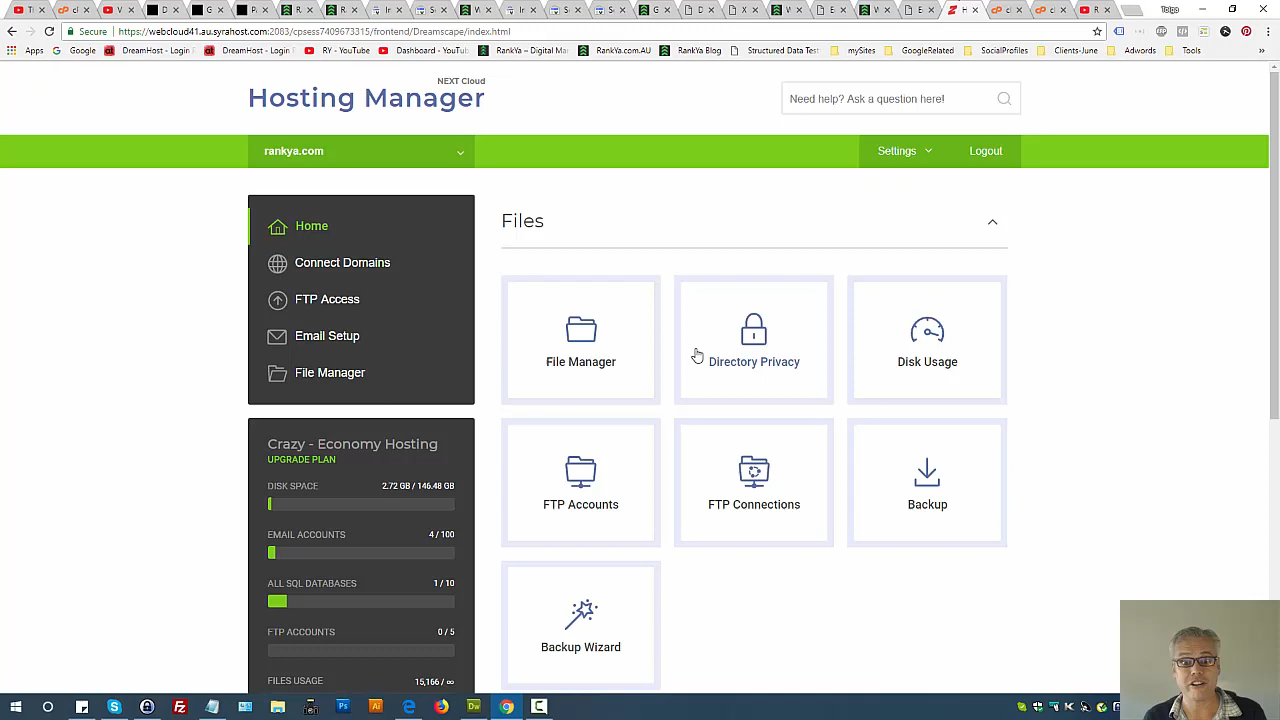 Tolga
Secure
https://webcloud41.au.syrahost.com:2083/cpsess7409673315/frontend/Dreamscape/index.html
Apps
Google
DreamHost - Login
DreamHost - Login
RY - YouTube
Dashboard - YouTube
RankYa – Digital Mar
RankYa.com.AU
RankYa
Structured Data Test
mySites
GoogleRelated
SocialProfiles
Clients-June
Adwords
Tools
NEXT Cloud
Hosting Manager
Need help? Ask a question here!
rankya.com
Settings
Logout
Home
Connect Domains
FTP Access
Email Setup
File Manager
Crazy - Economy Hosting
UPGRADE PLAN
DISK SPACE 2.72 GB / 146.48 GB
EMAIL ACCOUNTS 4 / 100
ALL SQL DATABASES 1 / 10
FTP ACCOUNTS 0 / 5
FILES USAGE 15,166 / ∞
Files
File Manager
Directory Privacy
Disk Usage
FTP Accounts
FTP Connections
Backup
Backup Wizard